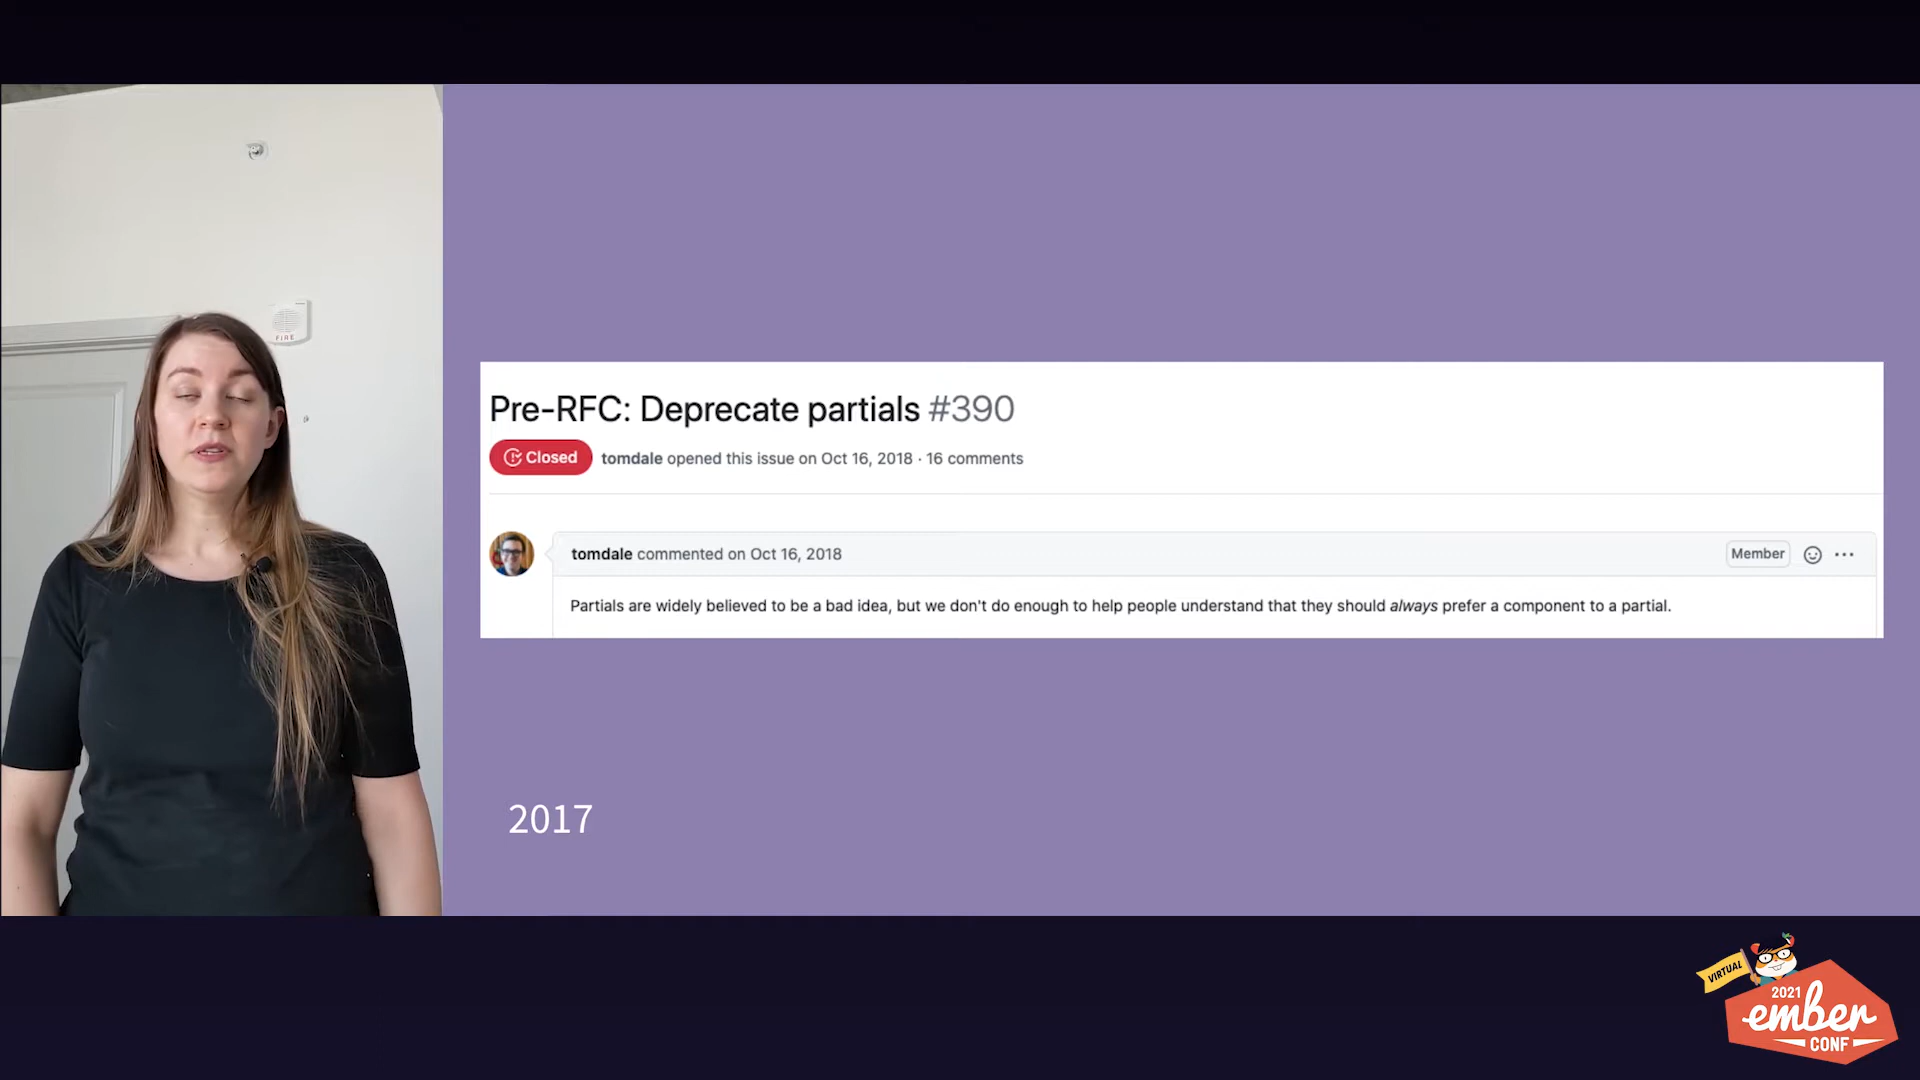 FIRE
Pre-RFC: Deprecate partials #390
Closed tomdale opened this issue on Oct 16, 2018 · 16 comments
tomdale commented on Oct 16, 2018 Member
Partials are widely believed to be a bad idea, but we don't do enough to help people understand that they should always prefer a component to a partial.
2017
VIRTUAL
2021
ember
CONF